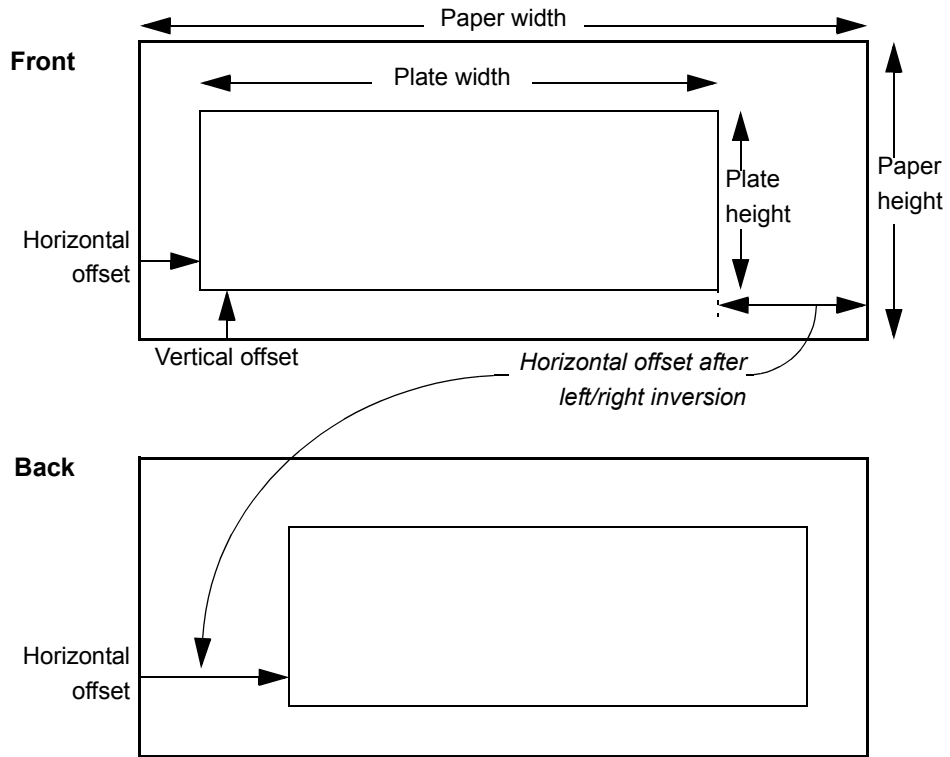 Paper width
Front
Plate width
Plate
height
Paper
height
Horizontal
offset
Vertical offset
Horizontal offset after
left/right inversion
Back
Horizontal
offset